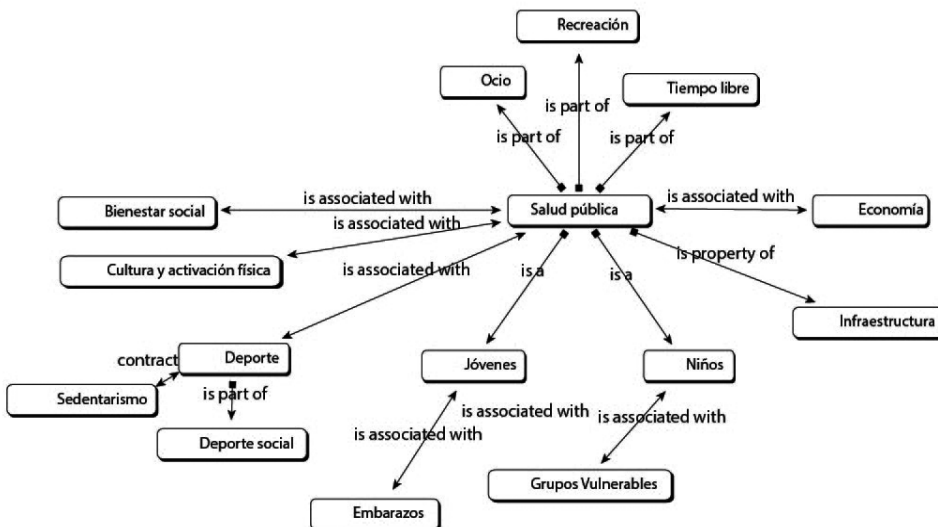 Recreación
Ocio
Tiempo libre
is part of
is part of
is part of
is associated with
is associated with
Bienestar social
Salud pública
Economía
is associated with
Cultura y activación física
is associated with
is a
is a
is property of
Infraestructura
contract
Deporte
Jóvenes
Niños
Sedentarismo
is part of
is associated with
is associated with
is associated with
Deporte social
Grupos Vulnerables
Embarazos